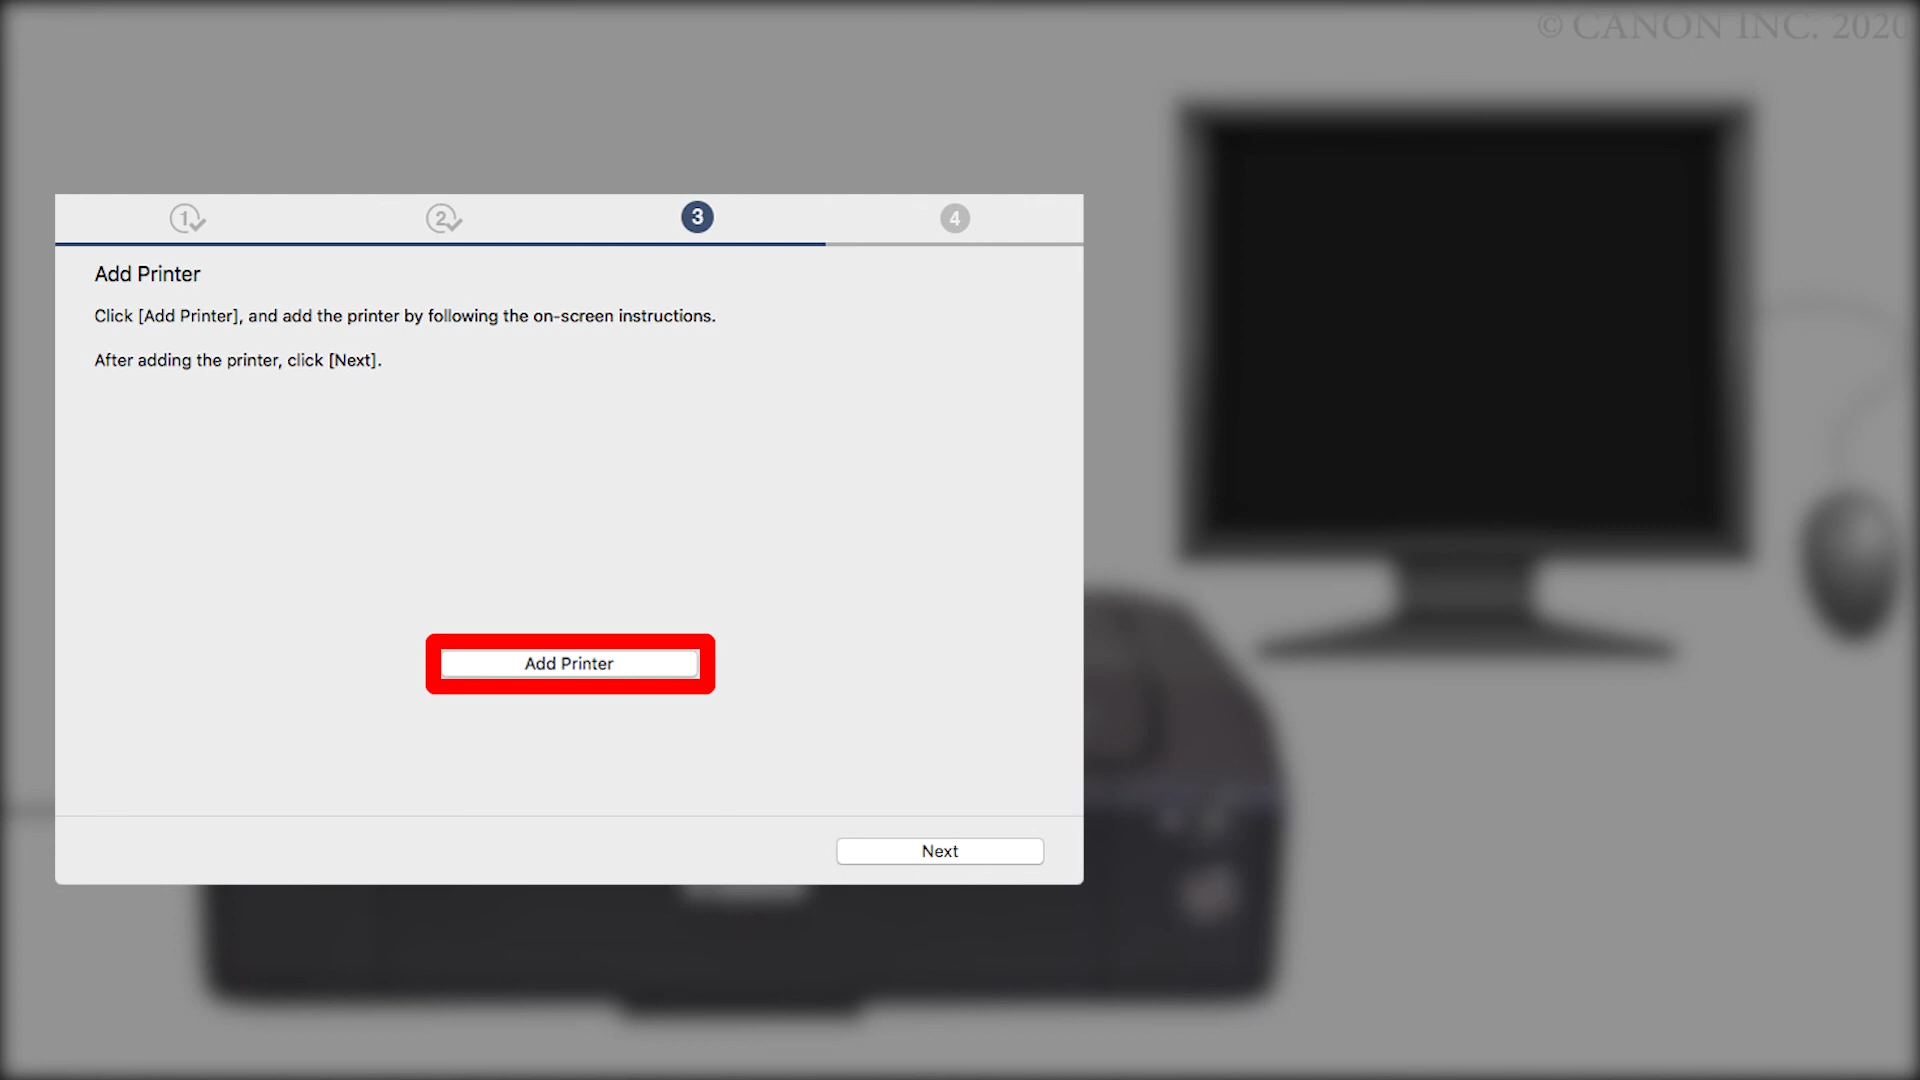 © CANON INC. 2020
1
2
3
4
Add Printer
Click [Add Printer], and add the printer by following the on-screen instructions.
After adding the printer, click [Next].
Add Printer
Next